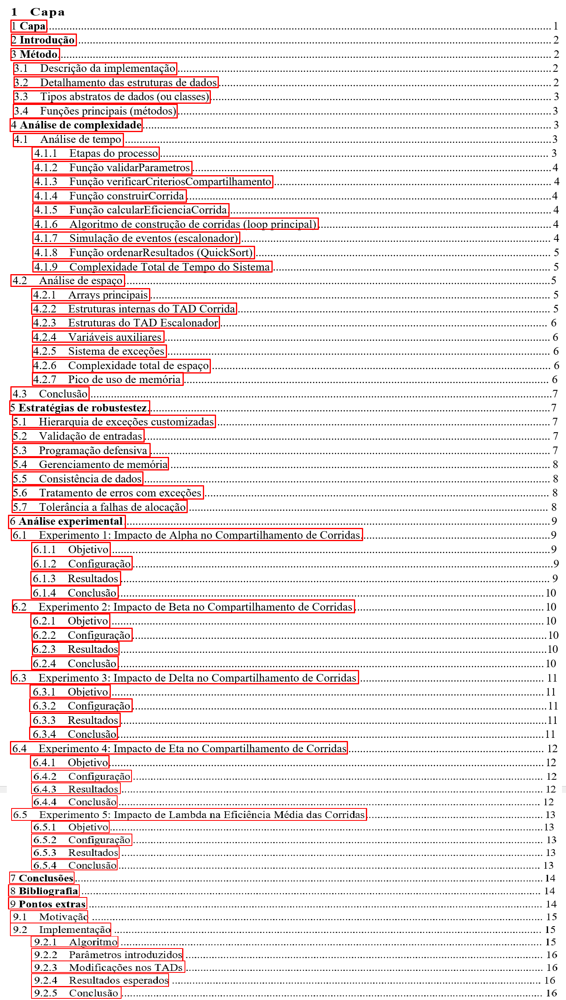 1 Capa
1 Capa........................................ 1
2 Introdução........................................ 2
3 Método........................................ 2
3.1 Descrição da implementação........................................ 2
3.2 Detalhamento das estruturas de dados........................................ 2
3.3 Tipos abstratos de dados (ou classes)........................................ 3
3.4 Funções principais (métodos)........................................ 3
4 Análise de complexidade........................................ 3
4.1 Análise de tempo........................................ 3
4.1.1 Etapas do processo........................................ 3
4.1.2 Função validarParametros........................................ 4
4.1.3 Função verificarCriteriosCompartilhamento........................................ 4
4.1.4 Função construirCorrida........................................ 4
4.1.5 Função calcularEficienciaCorrida........................................ 4
4.1.6 Algoritmo de construção de corridas (loop principal)........................................ 4
4.1.7 Simulação de eventos (escalonador)........................................ 4
4.1.8 Função ordenarResultados (QuickSort)........................................ 5
4.1.9 Complexidade Total de Tempo do Sistema........................................ 5
4.2 Análise de espaço........................................ 5
4.2.1 Arrays principais........................................ 5
4.2.2 Estruturas internas do TAD Corrida........................................ 5
4.2.3 Estruturas do TAD Escalonador........................................ 6
4.2.4 Variáveis auxiliares........................................ 6
4.2.5 Sistema de exceções........................................ 6
4.2.6 Complexidade total de espaço........................................ 6
4.2.7 Pico de uso de memória........................................ 6
4.3 Conclusão........................................ 7
5 Estratégias de robustestez........................................ 7
5.1 Hierarquia de exceções customizadas........................................ 7
5.2 Validação de entradas........................................ 7
5.3 Programação defensiva........................................ 7
5.4 Gerenciamento de memória........................................ 8
5.5 Consistência de dados........................................ 8
5.6 Tratamento de erros com exceções........................................ 8
5.7 Tolerância a falhas de alocação........................................ 8
6 Análise experimental........................................ 9
6.1 Experimento 1: Impacto de Alpha no Compartilhamento de Corridas........................................ 9
6.1.1 Objetivo........................................ 9
6.1.2 Configuração........................................ 9
6.1.3 Resultados........................................ 9
6.1.4 Conclusão........................................ 10
6.2 Experimento 2: Impacto de Beta no Compartilhamento de Corridas........................................ 10
6.2.1 Objetivo........................................ 10
6.2.2 Configuração........................................ 10
6.2.3 Resultados........................................ 10
6.2.4 Conclusão........................................ 10
6.3 Experimento 3: Impacto de Delta no Compartilhamento de Corridas........................................ 11
6.3.1 Objetivo........................................ 11
6.3.2 Configuração........................................ 11
6.3.3 Resultados........................................ 11
6.3.4 Conclusão........................................ 11
6.4 Experimento 4: Impacto de Eta no Compartilhamento de Corridas........................................ 12
6.4.1 Objetivo........................................ 12
6.4.2 Configuração........................................ 12
6.4.3 Resultados........................................ 12
6.4.4 Conclusão........................................ 12
6.5 Experimento 5: Impacto de Lambda na Eficiência Média das Corridas........................................ 13
6.5.1 Objetivo........................................ 13
6.5.2 Configuração........................................ 13
6.5.3 Resultados........................................ 13
6.5.4 Conclusão........................................ 13
7 Conclusões........................................ 14
8 Bibliografia........................................ 14
9 Pontos extras........................................ 14
9.1 Motivação........................................ 15
9.2 Implementação........................................ 15
9.2.1 Algoritmo........................................ 15
9.2.2 Parâmetros introduzidos........................................ 16
9.2.3 Modificações nos TADs........................................ 16
9.2.4 Resultados esperados........................................ 16
9.2.5 Conclusão........................................ 16